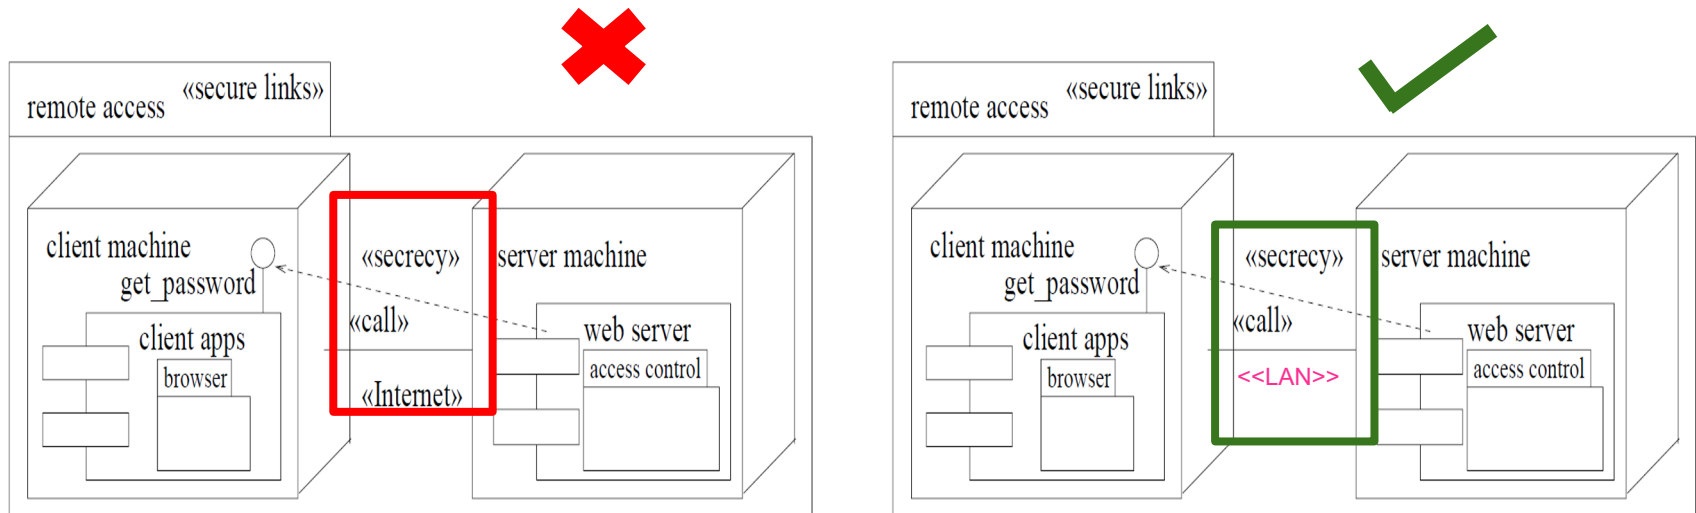 «secure links»
remote access
client machine
get_password
client apps
browser
«secrecy»
«call»
«Internet»
server machine
web server
access control
«secure links»
remote access
client machine
get_password
client apps
browser
«secrecy»
«call»
<<LAN>>
server machine
web server
access control